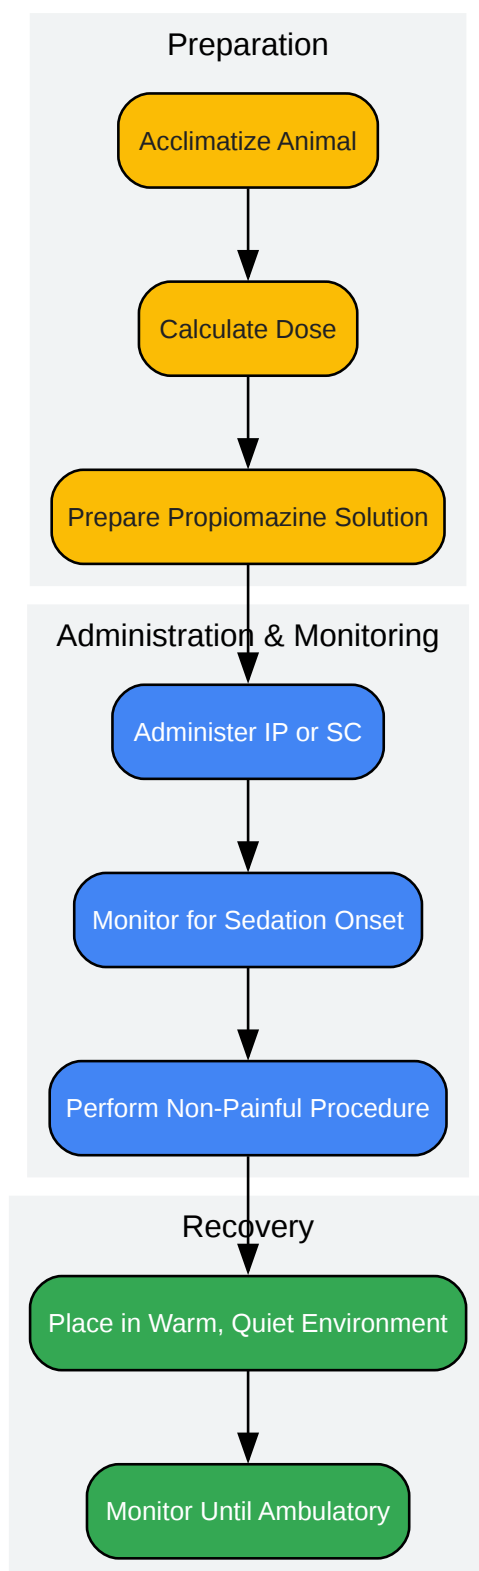 Preparation
Acclimatize Animal
Calculate Dose
Prepare Propiomazine Solution
Administration & Monitoring
Administer IP or SC
Monitor for Sedation Onset
Perform Non-Painful Procedure
Recovery
Place in Warm, Quiet Environment
Monitor Until Ambulatory